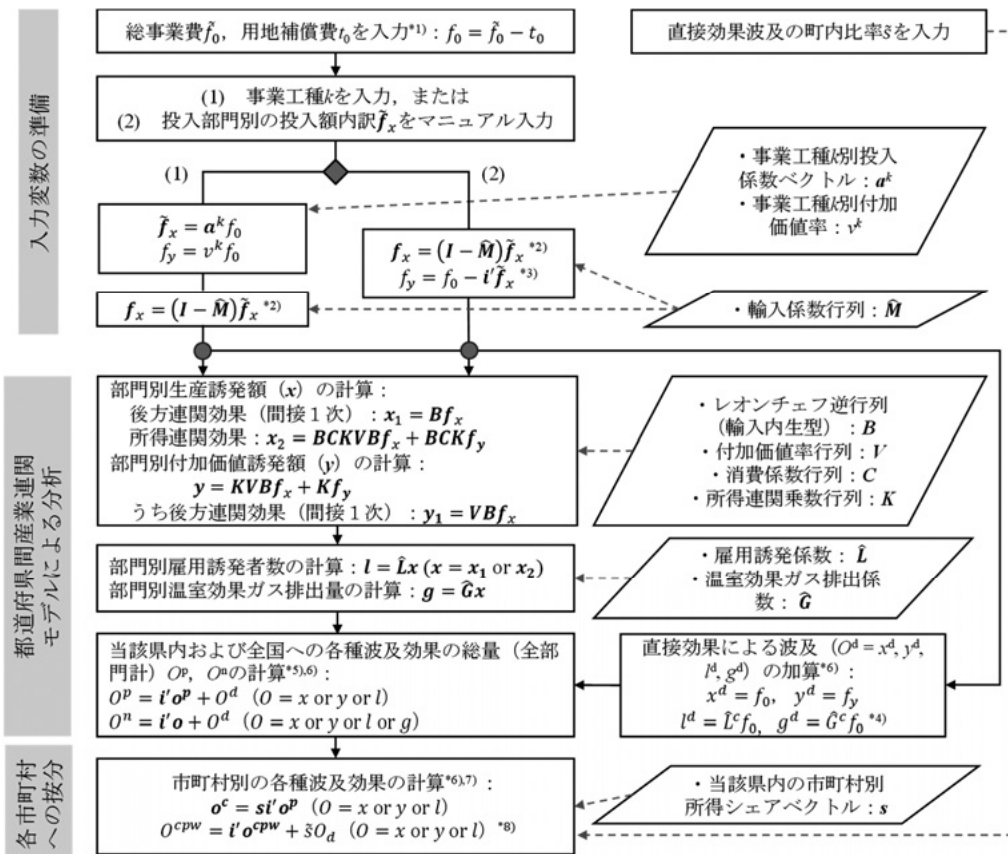 総事業費f̃₀，用地補償費t₀を入力*1)：f₀ = f̃₀ − t₀
直接効果波及の町内比率s̃を入力
(1) 事業工種kを入力，または
(2) 投入部門別の投入額内訳f̃ₓをマニュアル入力
入力変数の準備
(1)
(2)
・事業工種k別投入
係数ベクトル：aᵏ
・事業工種k別付加
価値率：vᵏ
f̃ₓ = aᵏf₀
f_y = vᵏf₀
fₓ = (I − M̂)f̃ₓ *2)
f_y = f₀ − i′f̃ₓ *3)
fₓ = (I − M̂)f̃ₓ *2)
・輸入係数行列：M̂
都道府県間産業連関
モデルによる分析
部門別生産誘発額（x）の計算：
後方連関効果（間接１次）：x₁ = Bfₓ
所得連関効果：x₂ = BCKVBfₓ + BCKf_y
部門別付加価値誘発額（y）の計算：
y = KVBfₓ + Kf_y
うち後方連関効果（間接１次）：y₁ = VBfₓ
・レオンチェフ逆行列
（輸入内生型）：B
・付加価値率行列：V
・消費係数行列：C
・所得連関乗数行列：K
部門別雇用誘発者数の計算：l = L̂x (x = x₁ or x₂)
部門別温室効果ガス排出量の計算：g = Ĝx
・雇用誘発係数：L̂
・温室効果ガス排出係
数：Ĝ
当該県内および全国への各種波及効果の総量（全部
門計）Oᵖ，Oⁿの計算*5),6)：
Oᵖ = i′oᵖ + Oᵈ（O = x or y or l）
Oⁿ = i′o + Oᵈ（O = x or y or l or g）
直接効果による波及（Oᵈ = xᵈ, yᵈ,
lᵈ, gᵈ）の加算*6)：
xᵈ = f₀, yᵈ = f_y
lᵈ = L̂ᶜf₀, gᵈ = Ĝᶜf₀ *4)
各市町村
への按分
市町村別の各種波及効果の計算*6),7)：
oᶜ = si′oᵖ（O = x or y or l）
Oᶜᵖʷ = i′oᶜᵖʷ + s̃O_d（O = x or y or l）*8)
・当該県内の市町村別
所得シェアベクトル：s